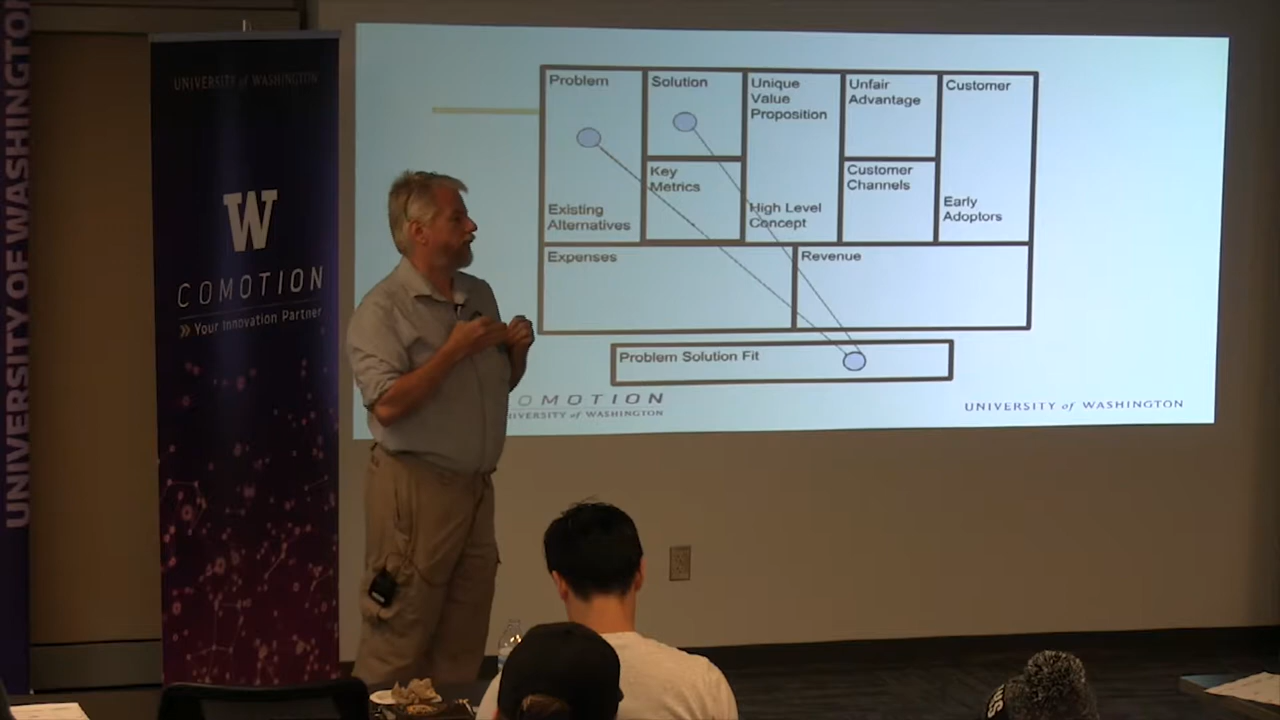 UNIVERSITY OF WASHINGTON
UNIVERSITY of WASHINGTON
W
COMOTION
Your Innovation Partner
Problem
Existing
Alternatives
Solution
Key
Metrics
Unique
Value
Proposition
High Level
Concept
Unfair
Advantage
Customer
Channels
Customer
Early
Adoptors
Expenses
Revenue
Problem Solution Fit
OMOTION
UNIVERSITY of WASHINGTON
UNIVERSITY of WASHINGTON